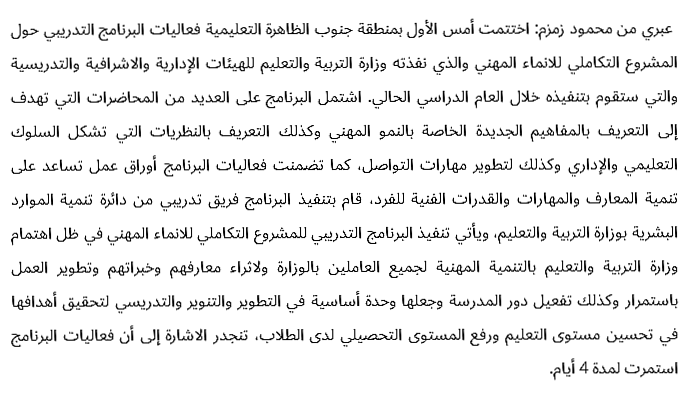 عبري من محمود زمزم: اختتمت أمس الأول بمنطقة جنوب الظاهرة التعليمية فعاليات البرنامج التدريبي حول
المشروع التكاملي للانماء المهني والذي نفذته وزارة التربية والتعليم للهيئات الإدارية والاشرافية والتدريسية
والتي ستقوم بتنفيذه خلال العام الدراسي الحالي. اشتمل البرنامج على العديد من المحاضرات التي تهدف
إلى التعريف بالمفاهيم الجديدة الخاصة بالنمو المهني وكذلك التعريف بالنظريات التي تشكل السلوك
التعليمي والإداري وكذلك لتطوير مهارات التواصل، كما تضمنت فعاليات البرنامج أوراق عمل تساعد على
تنمية المعارف والمهارات والقدرات الفنية للفرد، قام بتنفيذ البرنامج فريق تدريبي من دائرة تنمية الموارد
البشرية بوزارة التربية والتعليم، ويأتي تنفيذ البرنامج التدريبي للمشروع التكاملي للانماء المهني في ظل اهتمام
وزارة التربية والتعليم بالتنمية المهنية لجميع العاملين بالوزارة ولاثراء معارفهم وخبراتهم وتطوير العمل
باستمرار وكذلك تفعيل دور المدرسة وجعلها وحدة أساسية في التطوير والتنوير والتدريسي لتحقيق أهدافها
في تحسين مستوى التعليم ورفع المستوى التحصيلي لدى الطلاب، تنجدر الاشارة إلى أن فعاليات البرنامج
استمرت لمدة 4 أيام.